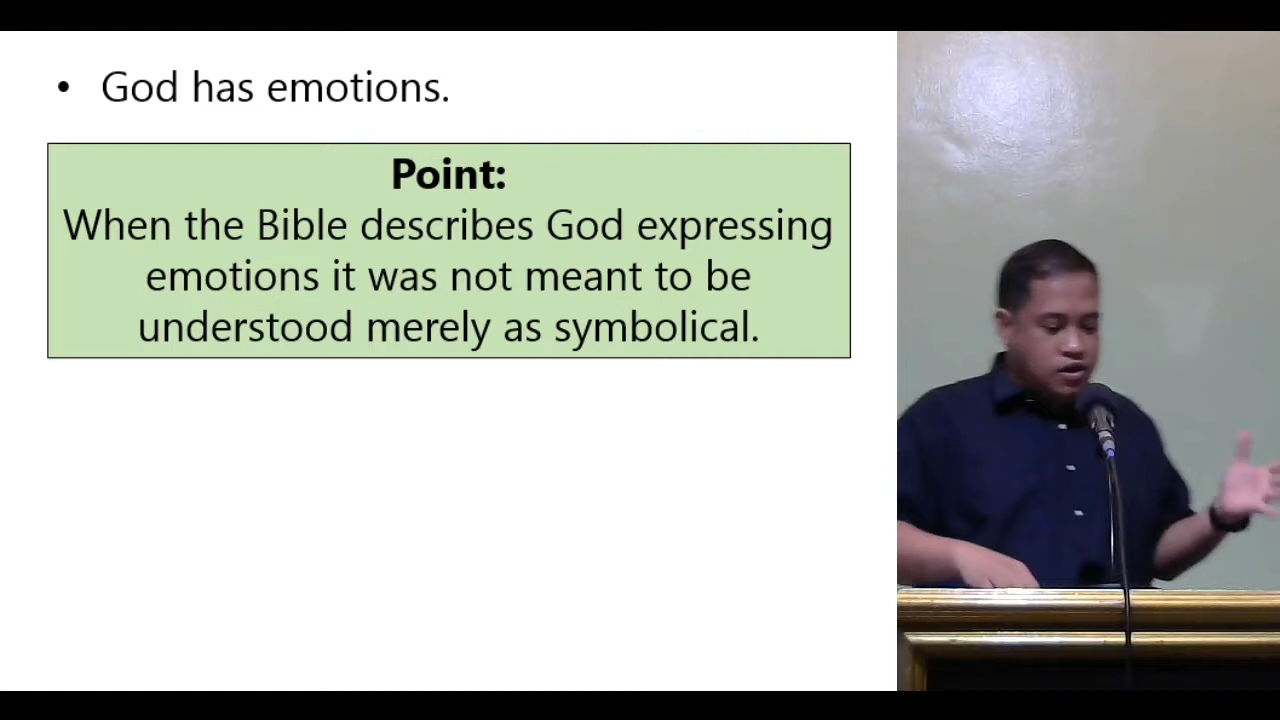 • God has emotions.
Point:
When the Bible describes God expressing
emotions it was not meant to be
understood merely as symbolical.